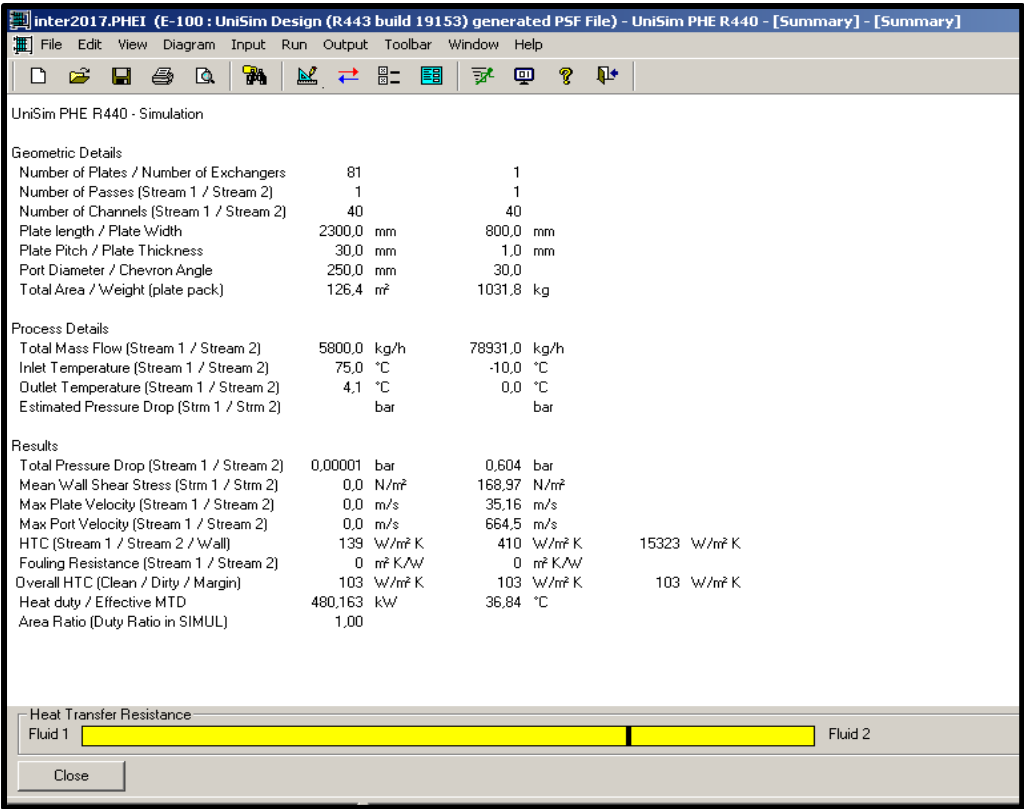 inter2017.PHEI (E-100 : UniSim Design (R443 build 19153) generated PSF File) - UniSim PHE R440 - [Summary] - [Summary]
File Edit View Diagram Input Run Output Toolbar Window Help
UniSim PHE R440 - Simulation
Geometric Details
Number of Plates / Number of Exchangers 81 1
Number of Passes (Stream 1 / Stream 2) 1 1
Number of Channels (Stream 1 / Stream 2) 40 40
Plate length / Plate Width 2300,0 mm 800,0 mm
Plate Pitch / Plate Thickness 30,0 mm 1,0 mm
Port Diameter / Chevron Angle 250,0 mm 30,0
Total Area / Weight (plate pack) 126,4 m² 1031,8 kg
Process Details
Total Mass Flow (Stream 1 / Stream 2) 5800,0 kg/h 78931,0 kg/h
Inlet Temperature (Stream 1 / Stream 2) 75,0 °C -10,0 °C
Outlet Temperature (Stream 1 / Stream 2) 4,1 °C 0,0 °C
Estimated Pressure Drop (Strm 1 / Strm 2) bar bar
Results
Total Pressure Drop (Stream 1 / Stream 2) 0,00001 bar 0,604 bar
Mean Wall Shear Stress (Strm 1 / Strm 2) 0,0 N/m² 168,97 N/m²
Max Plate Velocity (Stream 1 / Stream 2) 0,0 m/s 35,16 m/s
Max Port Velocity (Stream 1 / Stream 2) 0,0 m/s 664,5 m/s
HTC (Stream 1 / Stream 2 / Wall) 139 W/m² K 410 W/m² K 15323 W/m² K
Fouling Resistance (Stream 1 / Stream 2) 0 m² K/W 0 m² K/W
Overall HTC (Clean / Dirty / Margin) 103 W/m² K 103 W/m² K 103 W/m² K
Heat duty / Effective MTD 480,163 kW 36,84 °C
Area Ratio (Duty Ratio in SIMUL) 1,00
Heat Transfer Resistance
Fluid 1 Fluid 2
Close